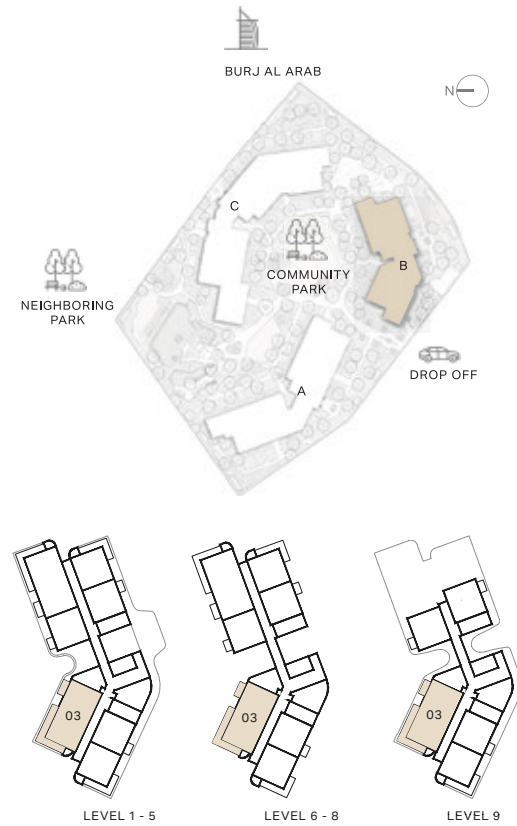 BURJ AL ARAB
N
C
B
COMMUNITY
PARK
NEIGHBORING
PARK
DROP OFF
A
03
03
03
LEVEL 1 - 5
LEVEL 6 - 8
LEVEL 9